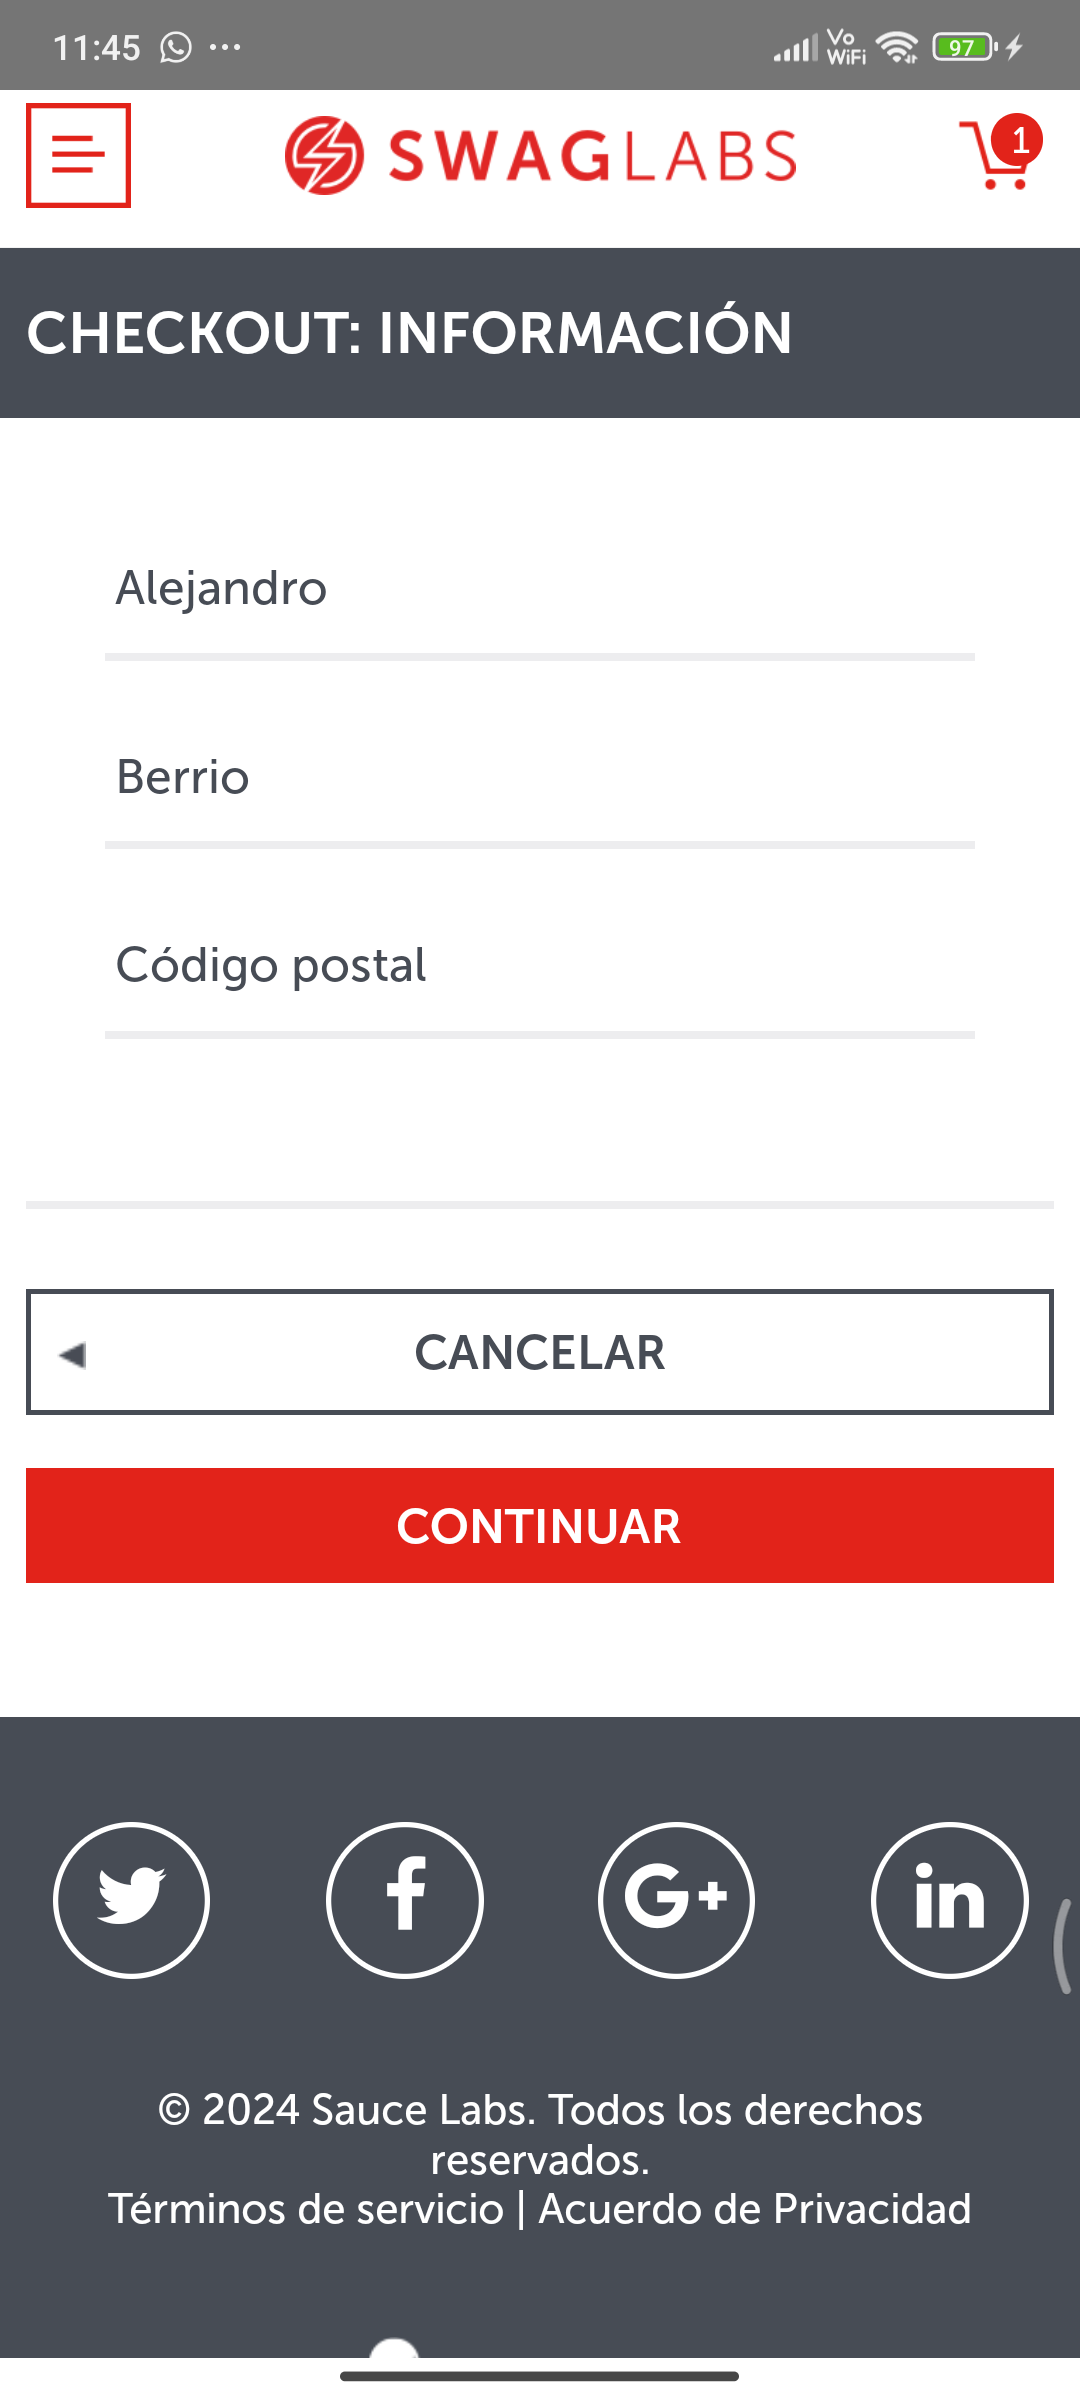 11:45
Vo
WiFi
97
SWAGLABS
1
CHECKOUT: INFORMACIÓN
Alejandro
Berrio
Código postal
CANCELAR
CONTINUAR
© 2024 Sauce Labs. Todos los derechos
reservados.
Términos de servicio | Acuerdo de Privacidad